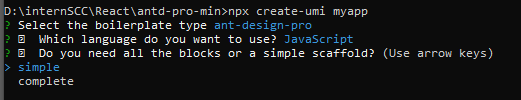 D:\internSCC\React\antd-pro-min>npx create-umi myapp
? Select the boilerplate type ant-design-pro
? � Which language do you want to use? JavaScript
? � Do you need all the blocks or a simple scaffold? (Use arrow keys)
> simple
complete